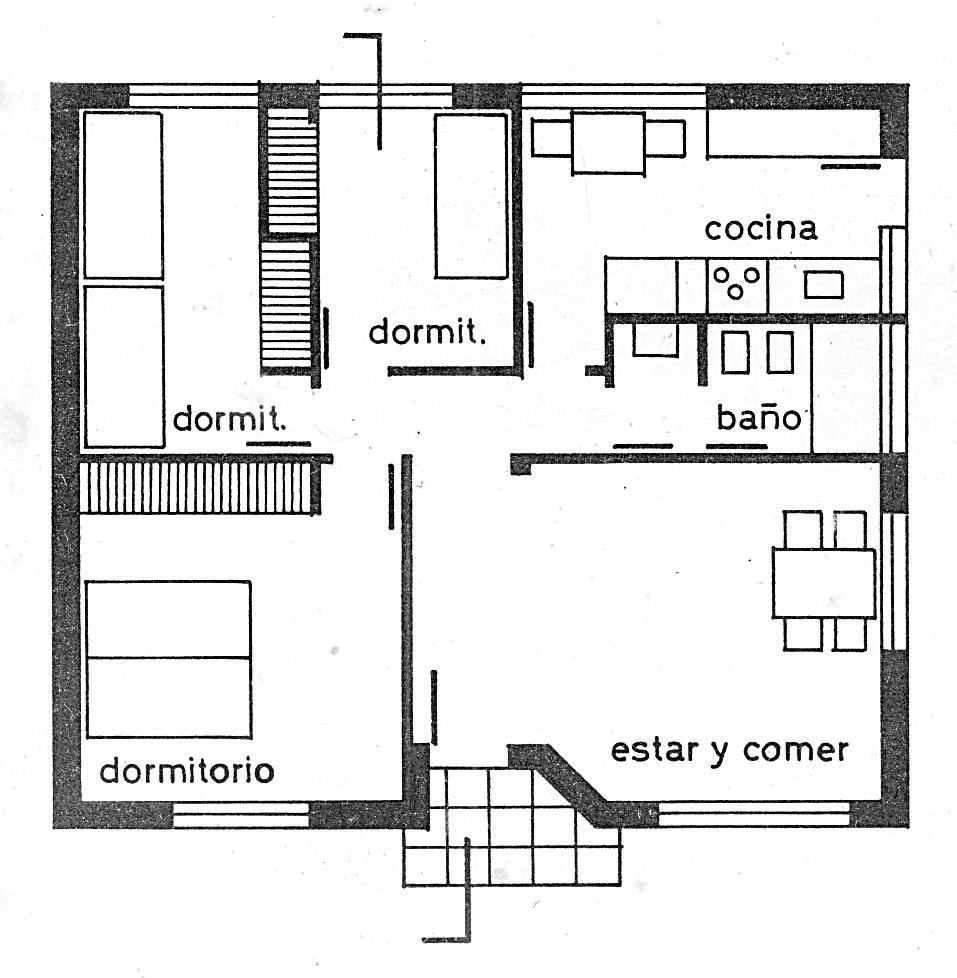 cocina
dormit.
dormit.
baño
estar y comer
dormitorio